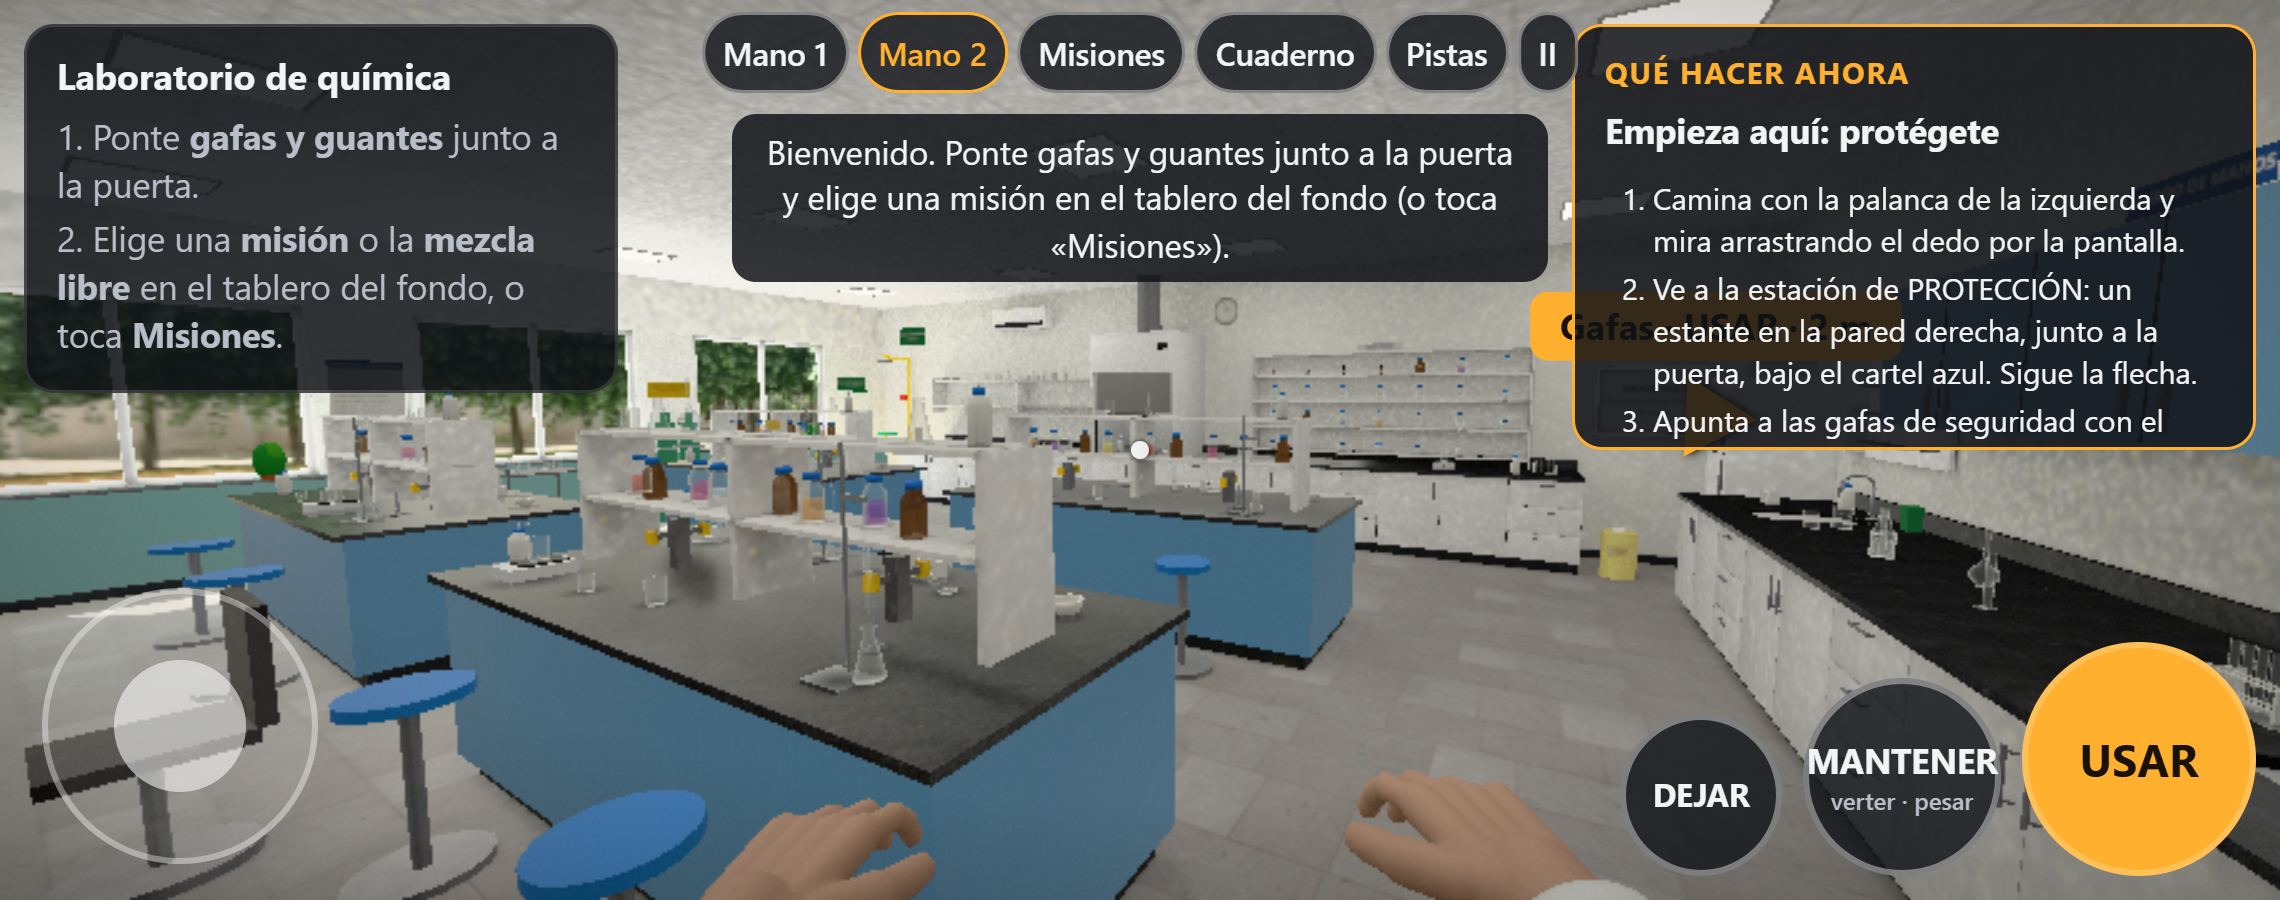 Laboratorio de química
1. Ponte gafas y guantes junto a
la puerta.
2. Elige una misión o la mezcla
libre en el tablero del fondo, o
toca Misiones.
Mano 1
Mano 2
Misiones
Cuaderno
Pistas
II
Bienvenido. Ponte gafas y guantes junto a la puerta
y elige una misión en el tablero del fondo (o toca
«Misiones»).
QUÉ HACER AHORA
Empieza aquí: protégete
1. Camina con la palanca de la izquierda y
mira arrastrando el dedo por la pantalla.
2. Ve a la estación de PROTECCIÓN: un
estante en la pared derecha, junto a la
puerta, bajo el cartel azul. Sigue la flecha.
3. Apunta a las gafas de seguridad con el
Gafas · USAR · 2 m
DE MANOS
DEJAR
MANTENER
verter · pesar
USAR